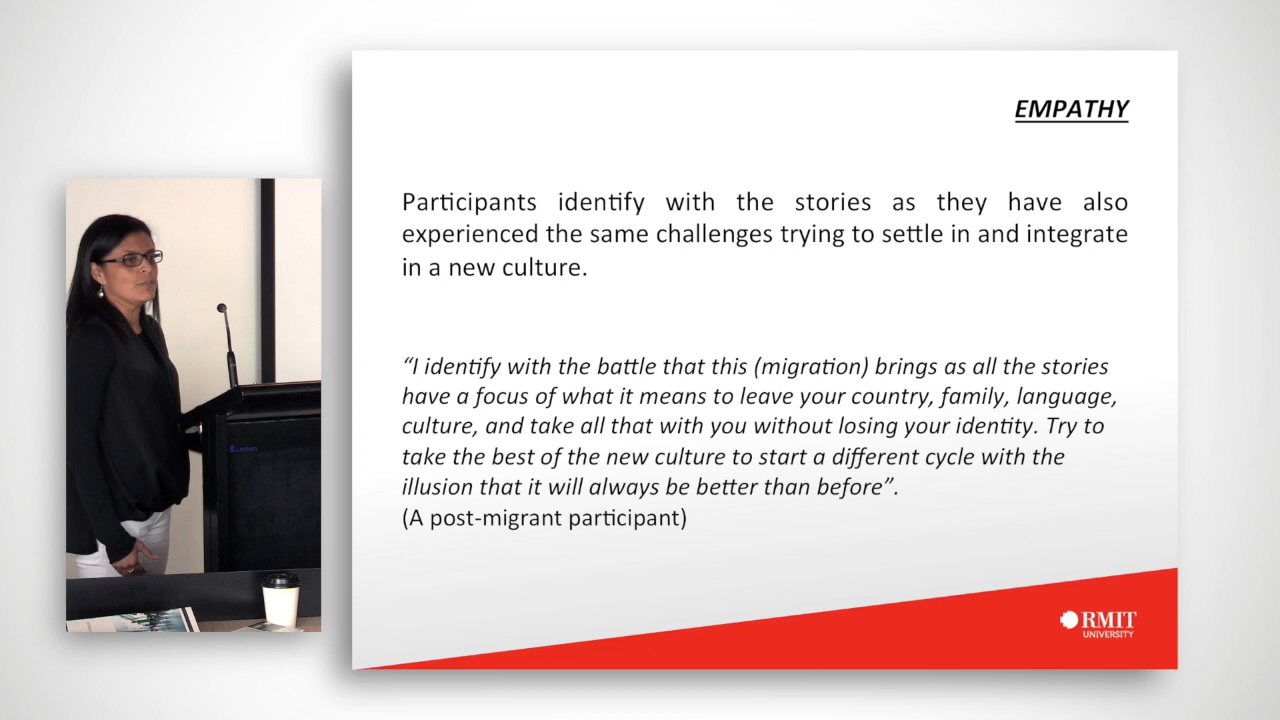 EMPATHY
Participants identify with the stories as they have also
experienced the same challenges trying to settle in and integrate
in a new culture.
“I identify with the battle that this (migration) brings as all the stories
have a focus of what it means to leave your country, family, language,
culture, and take all that with you without losing your identity. Try to
take the best of the new culture to start a different cycle with the
illusion that it will always be better than before”.
(A post-migrant participant)
RMIT
UNIVERSITY